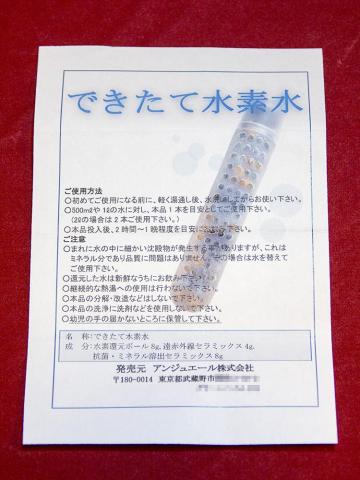 できたて水素水
ご使用方法
○初めてご使用になる前に、軽く湯通し後、水洗いしてからお使い下さい。
○500mlや1ℓの水に対し、本品1本を目安としてご使用下さい。
（2ℓの場合は2本ご使用下さい。）
○本品投入後、2時間～1晩程度を目安にお飲み下さい。
ご注意
○まれに水の中に細かい沈殿物が発生する事がありますが、これは
ミネラル分であり品質に問題はありません。その場合は水を替えて
ご使用下さい。
○還元した水は新鮮なうちにお飲み下さい。
○継続的な熱湯への使用は行わないで下さい。
○本品の分解・改造などはしないで下さい。
○本品の洗浄に洗剤などを使用しないで下さい。
○幼児の手の届かないところに保管して下さい。
名　称：できたて水素水
成　分：水素還元ボール 8g, 遠赤外線セラミックス 4g,
抗菌・ミネラル溶出セラミックス 8g
発売元　アンジュエール株式会社
〒180-0014　東京都武蔵野市